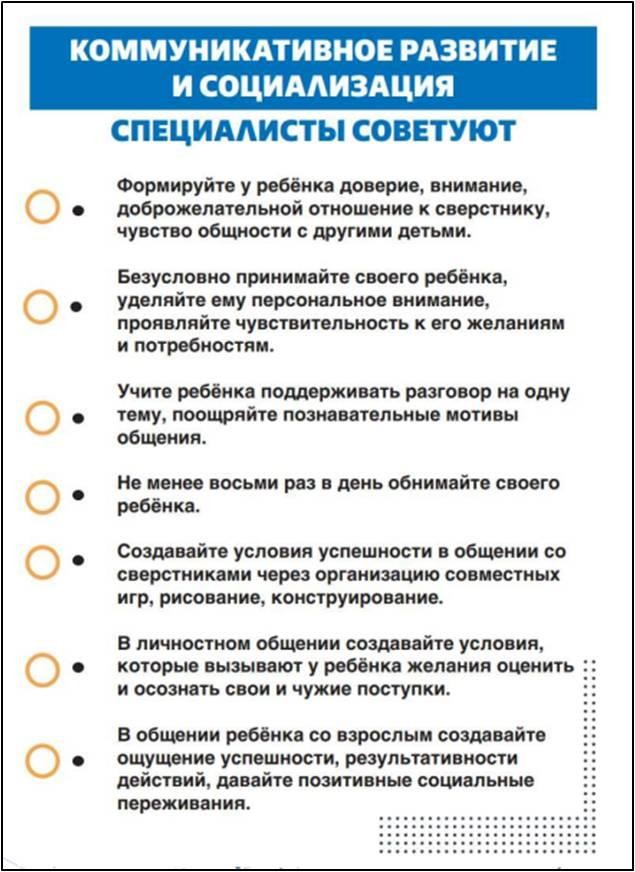 КОММУНИКАТИВНОЕ РАЗВИТИЕ
И СОЦИАЛИЗАЦИЯ
СПЕЦИАЛИСТЫ СОВЕТУЮТ
• Формируйте у ребёнка доверие, внимание,
доброжелательной отношение к сверстнику,
чувство общности с другими детьми.
• Безусловно принимайте своего ребёнка,
уделяйте ему персональное внимание,
проявляйте чувствительность к его желаниям
и потребностям.
• Учите ребёнка поддерживать разговор на одну
тему, поощряйте познавательные мотивы
общения.
• Не менее восьми раз в день обнимайте своего
ребёнка.
• Создавайте условия успешности в общении со
сверстниками через организацию совместных
игр, рисование, конструирование.
• В личностном общении создавайте условия,
которые вызывают у ребёнка желания оценить
и осознать свои и чужие поступки.
• В общении ребёнка со взрослым создавайте
ощущение успешности, результативности
действий, давайте позитивные социальные
переживания.